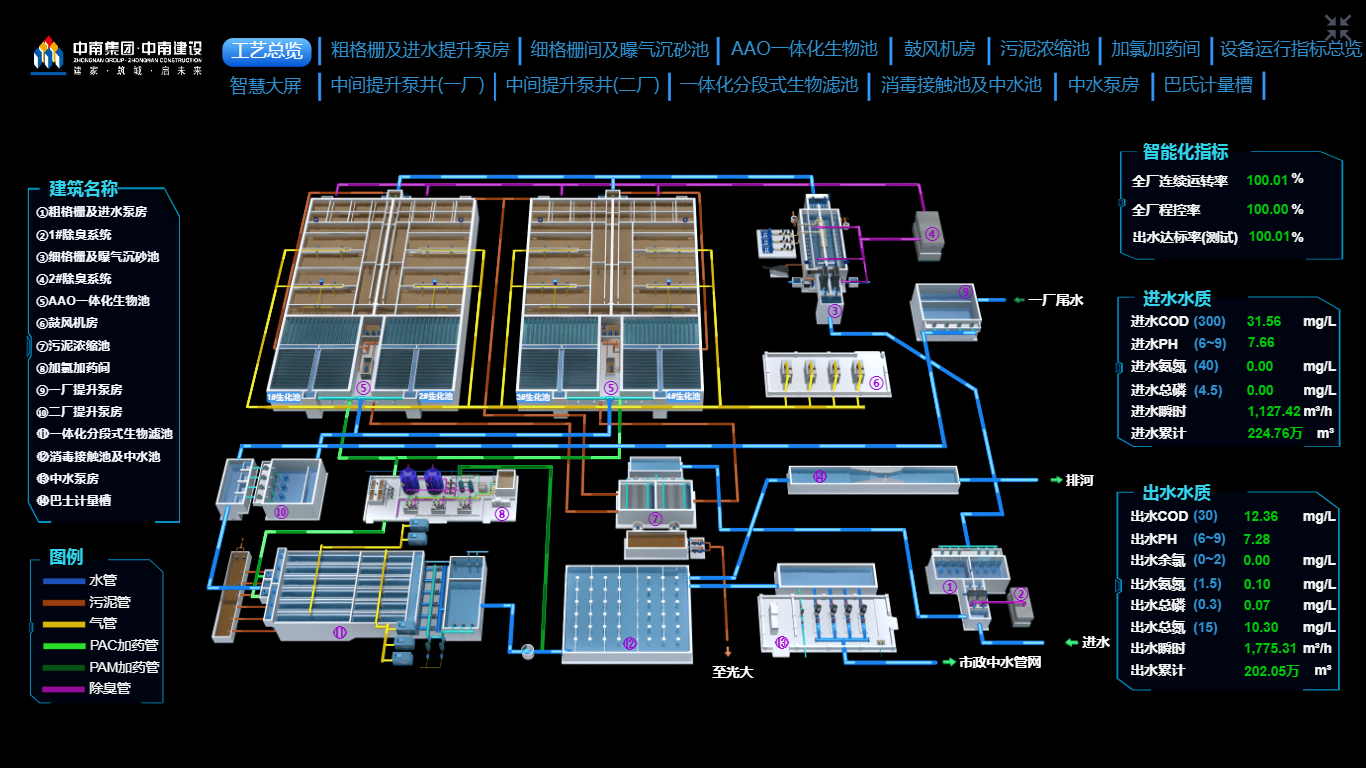 中南集团·中南建设
ZHONGNAN GROUP·ZHONGNAN CONSTRUCTION
建家·筑城·启未来
工艺总览 粗格栅及进水提升泵房 细格栅间及曝气沉砂池 AAO一体化生物池 鼓风机房 污泥浓缩池 加氯加药间 设备运行指标总览
智慧大屏 中间提升泵井(一厂) 中间提升泵井(二厂) 一体化分段式生物滤池 消毒接触池及中水池 中水泵房 巴氏计量槽
建筑名称
①粗格栅及进水泵房
②1#除臭系统
③细格栅及曝气沉砂池
④2#除臭系统
⑤AAO一体化生物池
⑥鼓风机房
⑦污泥浓缩池
⑧加氯加药间
⑨一厂提升泵房
⑩二厂提升泵房
⑪一体化分段式生物滤池
⑫消毒接触池及中水池
⑬中水泵房
⑭巴士计量槽
图例
水管
污泥管
气管
PAC加药管
PAM加药管
除臭管
④
③
⑨
一厂尾水
⑥
⑤
⑤
1#生化池
2#生化池
3#生化池
4#生化池
⑭
排河
⑩
⑧
⑦
①
②
⑪
⑫
⑬
进水
市政中水管网
至光大
智能化指标
全厂连续运转率 100.01 %
全厂程控率 100.00 %
出水达标率(测试) 100.01 %
进水水质
进水COD (300) 31.56 mg/L
进水PH (6~9) 7.66
进水氨氮 (40) 0.00 mg/L
进水总磷 (4.5) 0.00 mg/L
进水瞬时 1,127.42 m³/h
进水累计 224.76万 m³
出水水质
出水COD (30) 12.36 mg/L
出水PH (6~9) 7.28
出水余氯 (0~2) 0.00 mg/L
出水氨氮 (1.5) 0.10 mg/L
出水总磷 (0.3) 0.07 mg/L
出水总氮 (15) 10.30 mg/L
出水瞬时 1,775.31 m³/h
出水累计 202.05万 m³